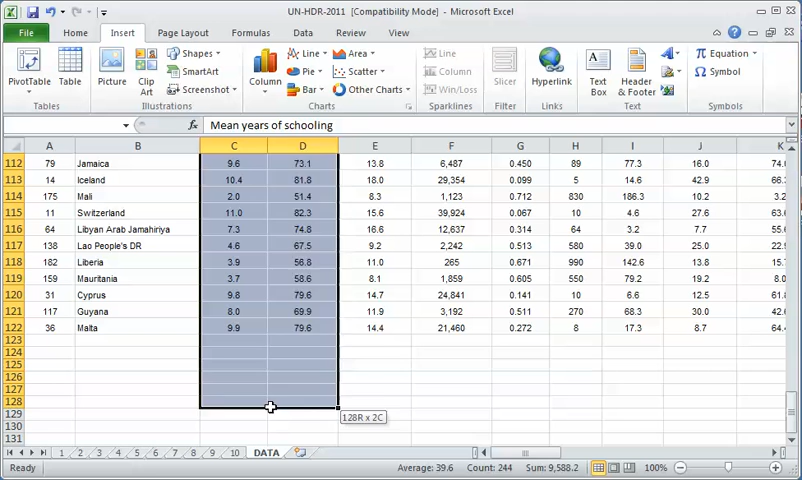 UN-HDR-2011 [Compatibility Mode] - Microsoft Excel
File Home Insert Page Layout Formulas Data Review View
PivotTable Table Picture Clip Art Shapes SmartArt Screenshot Column Line Pie Bar Area Scatter Other Charts Line Column Win/Loss Slicer Hyperlink Text Box Header & Footer Equation Symbol
Tables Illustrations Charts Sparklines Filter Links Text Symbols
fx Mean years of schooling
A B C D E F G H I J K
112 79 Jamaica 9.6 73.1 13.8 6,487 0.450 89 77.3 16.0 74.
113 14 Iceland 10.4 81.8 18.0 29,354 0.099 5 14.6 42.9 66.
114 175 Mali 2.0 51.4 8.3 1,123 0.712 830 186.3 10.2 3.2
115 11 Switzerland 11.0 82.3 15.6 39,924 0.067 10 4.6 27.6 63.
116 64 Libyan Arab Jamahiriya 7.3 74.8 16.6 12,637 0.314 64 3.2 7.7 55.
117 138 Lao People's DR 4.6 67.5 9.2 2,242 0.513 580 39.0 25.0 22.
118 182 Liberia 3.9 56.8 11.0 265 0.671 990 142.6 13.8 15.
119 159 Mauritania 3.7 58.6 8.1 1,859 0.605 550 79.2 19.2 8.0
120 31 Cyprus 9.8 79.6 14.7 24,841 0.141 10 6.6 12.5 61.
121 117 Guyana 8.0 69.9 11.9 3,192 0.511 270 68.3 30.0 42.
122 36 Malta 9.9 79.6 14.4 21,460 0.272 8 17.3 8.7 64.
123
124
125
126
127
128
129
128R x 2C
130
131
1 2 3 4 5 6 7 8 9 10 DATA
Ready Average: 39.6 Count: 244 Sum: 9,588.2 100%